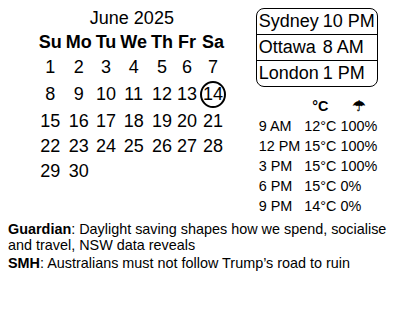 June 2025
Su Mo Tu We Th Fr Sa
1 2 3 4 5 6 7
8 9 10 11 12 13 14
15 16 17 18 19 20 21
22 23 24 25 26 27 28
29 30
Sydney 10 PM
Ottawa 8 AM
London 1 PM
°C ☂
9 AM 12°C 100%
12 PM 15°C 100%
3 PM 15°C 100%
6 PM 15°C 0%
9 PM 14°C 0%
Guardian: Daylight saving shapes how we spend, socialise
and travel, NSW data reveals
SMH: Australians must not follow Trump's road to ruin